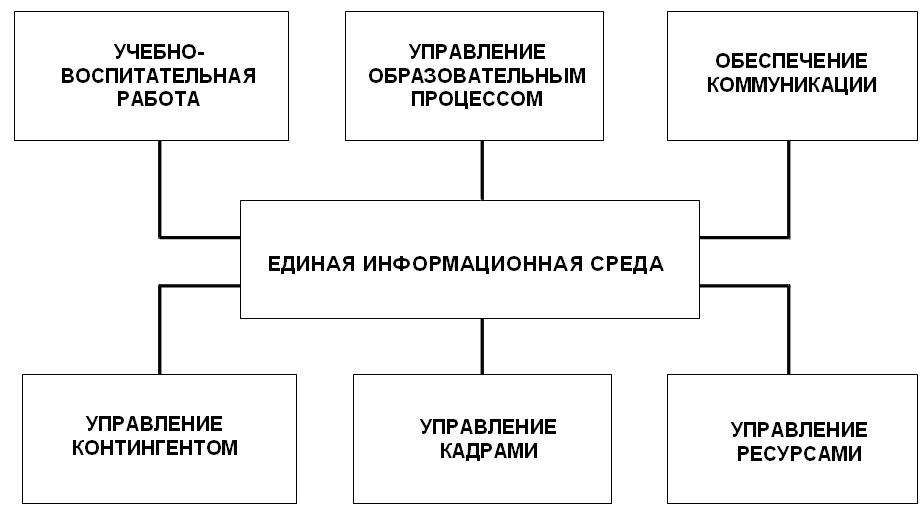 УЧЕБНО-
ВОСПИТАТЕЛЬНАЯ
РАБОТА
УПРАВЛЕНИЕ
ОБРАЗОВАТЕЛЬНЫМ
ПРОЦЕССОМ
ОБЕСПЕЧЕНИЕ
КОММУНИКАЦИИ
ЕДИНАЯ ИНФОРМАЦИОННАЯ СРЕДА
УПРАВЛЕНИЕ
КОНТИНГЕНТОМ
УПРАВЛЕНИЕ
КАДРАМИ
УПРАВЛЕНИЕ
РЕСУРСАМИ